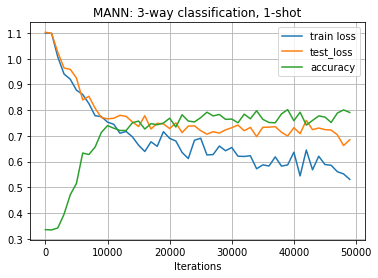 MANN: 3-way classification, 1-shot
train loss
test_loss
accuracy
1.1
1.0
0.9
0.8
0.7
0.6
0.5
0.4
0.3
0 10000 20000 30000 40000 50000
Iterations